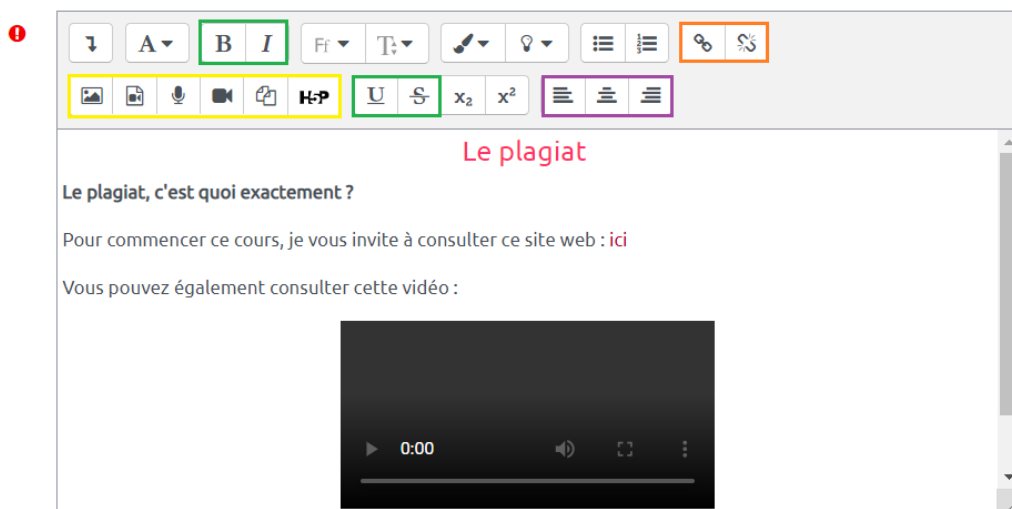 A B I Ff T
H5P U S x₂ x²
Le plagiat
Le plagiat, c'est quoi exactement ?
Pour commencer ce cours, je vous invite à consulter ce site web : ici
Vous pouvez également consulter cette vidéo :
0:00